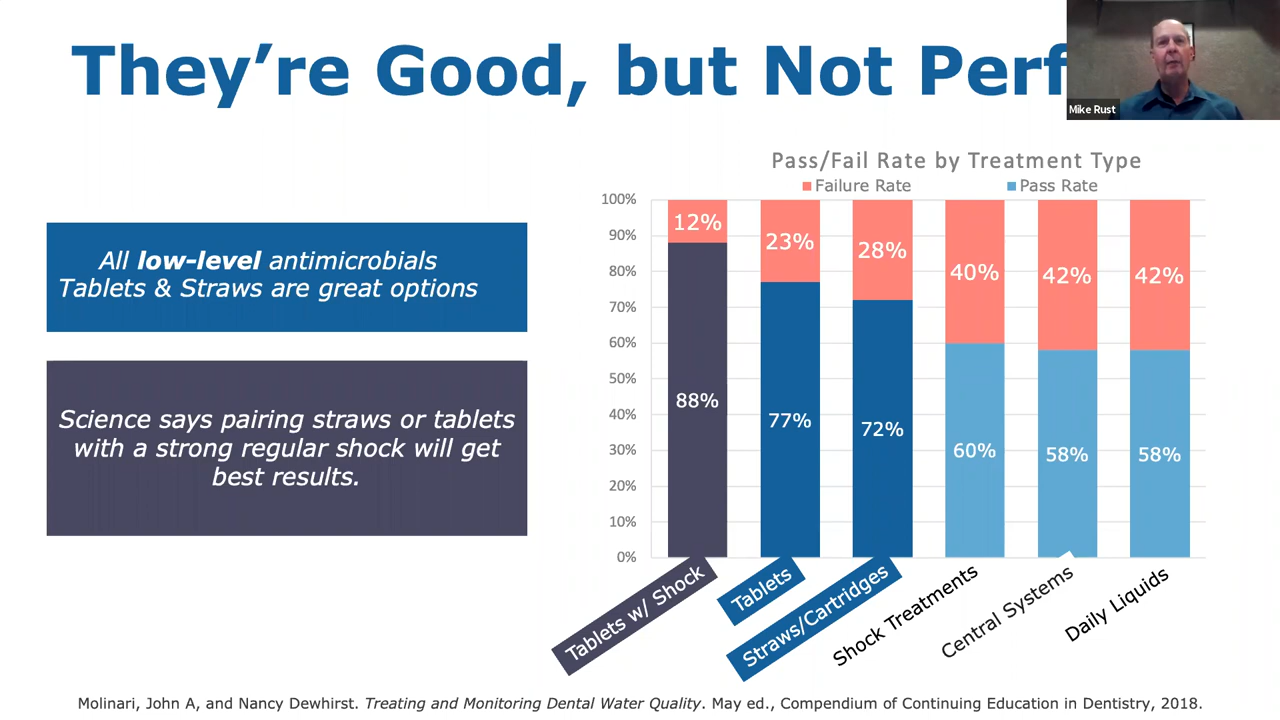 They're Good, but Not Perf
Mike Rust
All low-level antimicrobials
Tablets & Straws are great options
Science says pairing straws or tablets
with a strong regular shock will get
best results.
Pass/Fail Rate by Treatment Type
Failure Rate
Pass Rate
100%
90%
80%
70%
60%
50%
40%
30%
20%
10%
0%
12%
23%
28%
40%
42%
42%
88%
77%
72%
60%
58%
58%
Tablets w/ Shock
Tablets
Straws/Cartridges
Shock Treatments
Central Systems
Daily Liquids
Molinari, John A, and Nancy Dewhirst. Treating and Monitoring Dental Water Quality. May ed., Compendium of Continuing Education in Dentistry, 2018.